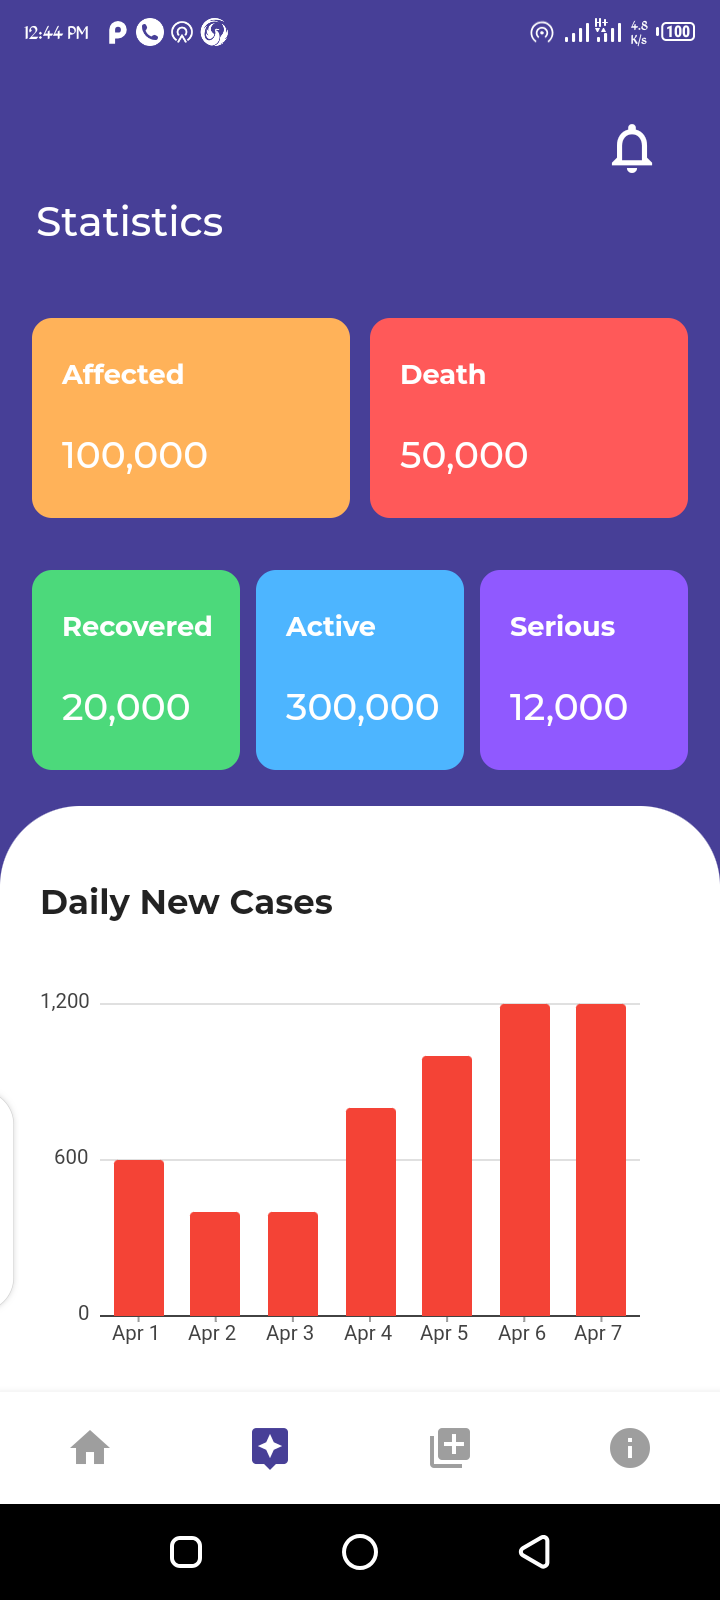 12:44 PM
H+
4.8
K/s
100
Statistics
Affected
Death
100,000
50,000
Recovered
Active
Serious
20,000
300,000
12,000
Daily New Cases
1,200
600
0
Apr 1 Apr 2 Apr 3 Apr 4 Apr 5 Apr 6 Apr 7